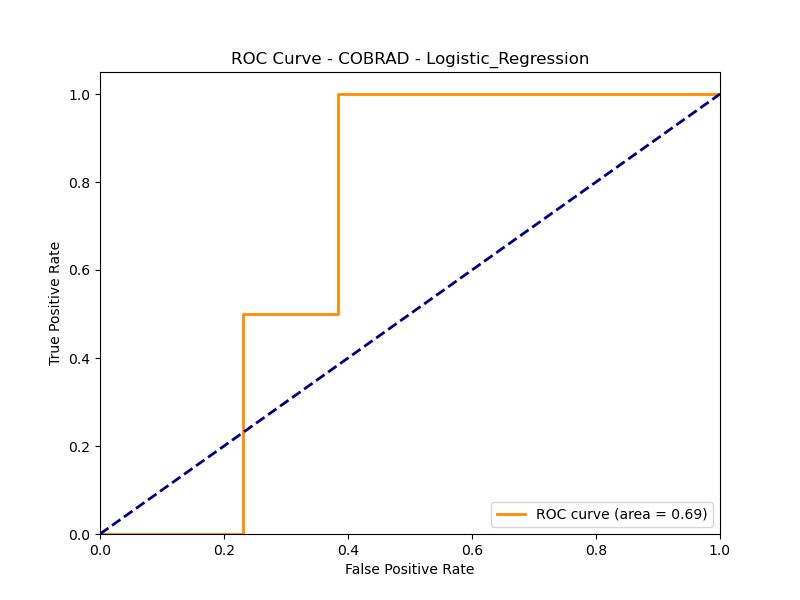 ROC Curve - COBRAD - Logistic_Regression
True Positive Rate
1.0
0.8
0.6
0.4
0.2
0.0
0.0 0.2 0.4 0.6 0.8 1.0
False Positive Rate
ROC curve (area = 0.69)